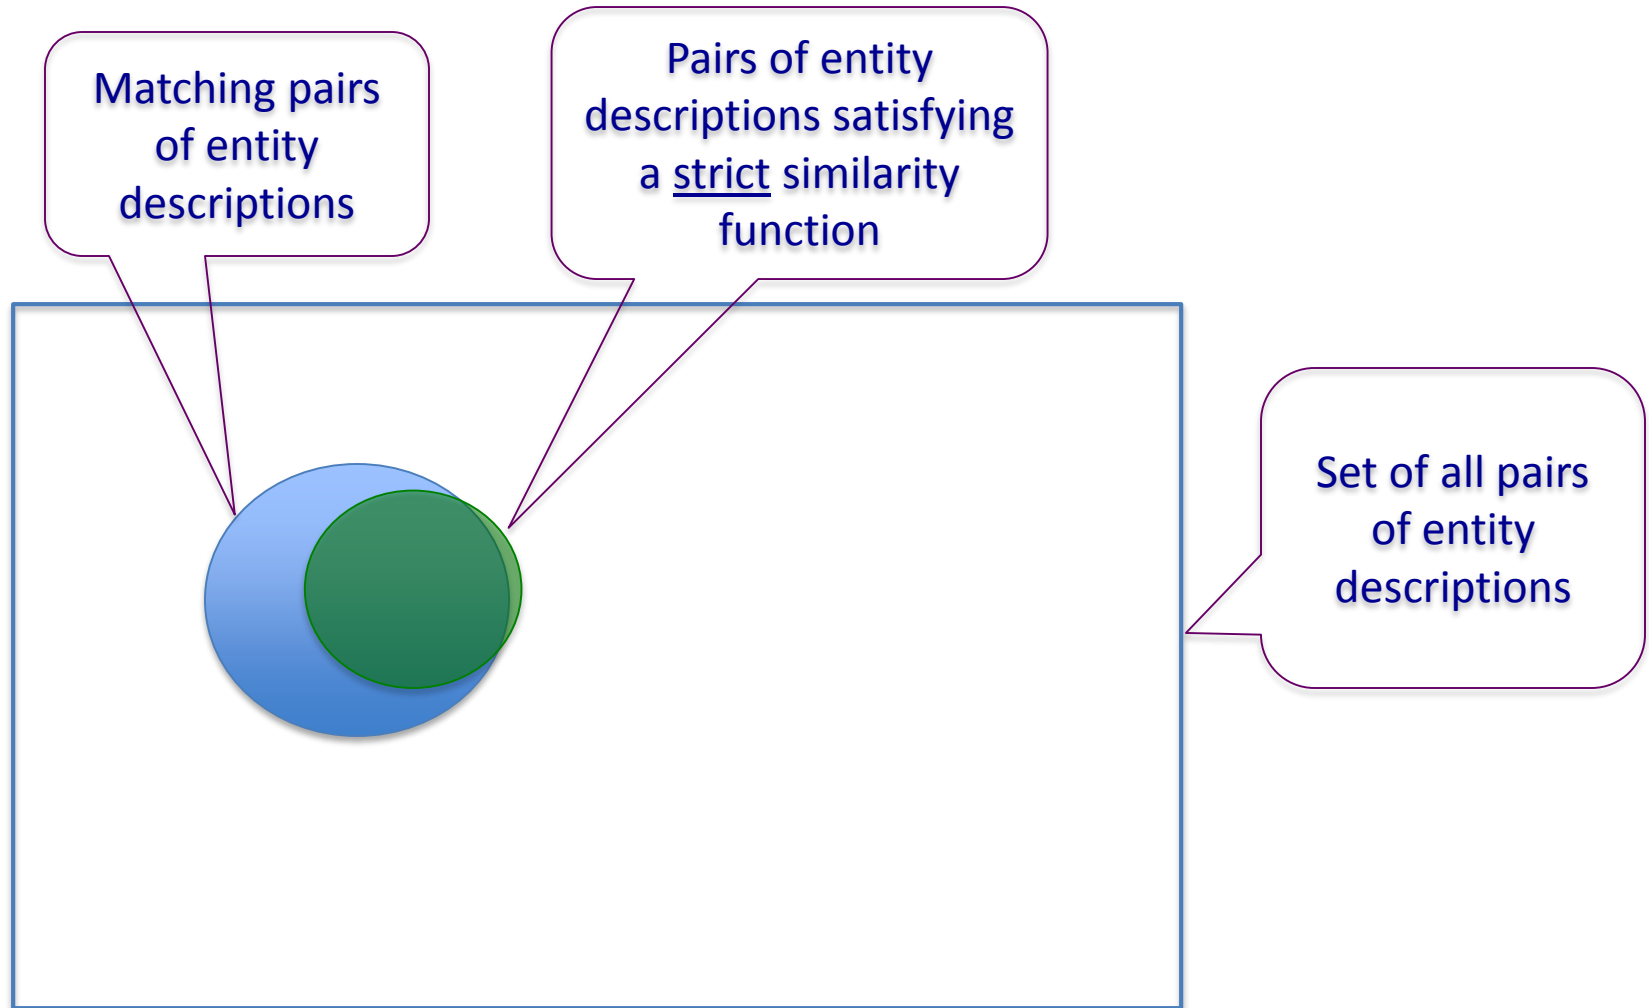 Matching pairs
of entity
descriptions
Pairs of entity
descriptions satisfying
a strict similarity
function
Set of all pairs
of entity
descriptions